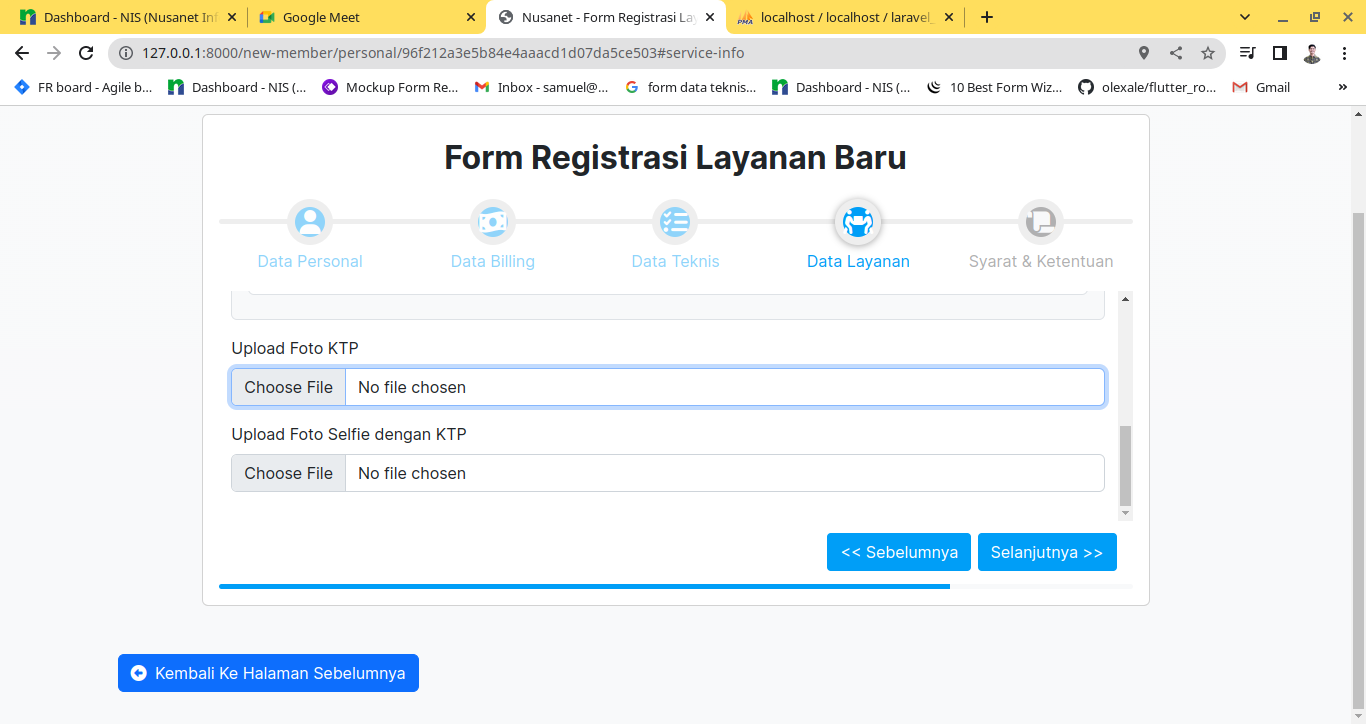 Dashboard - NIS (Nusanet Inf
Google Meet
Nusanet - Form Registrasi La
localhost / localhost / laravel_
127.0.0.1:8000/new-member/personal/96f212a3e5b84e4aaacd1d07da5ce503#service-info
FR board - Agile b...
Dashboard - NIS (...
Mockup Form Re...
Inbox - samuel@...
form data teknis...
Dashboard - NIS (...
10 Best Form Wiz...
olexale/flutter_ro...
Gmail
»
Form Registrasi Layanan Baru
Data Personal
Data Billing
Data Teknis
Data Layanan
Syarat & Ketentuan
Upload Foto KTP
Choose File No file chosen
Upload Foto Selfie dengan KTP
Choose File No file chosen
<< Sebelumnya
Selanjutnya >>
Kembali Ke Halaman Sebelumnya